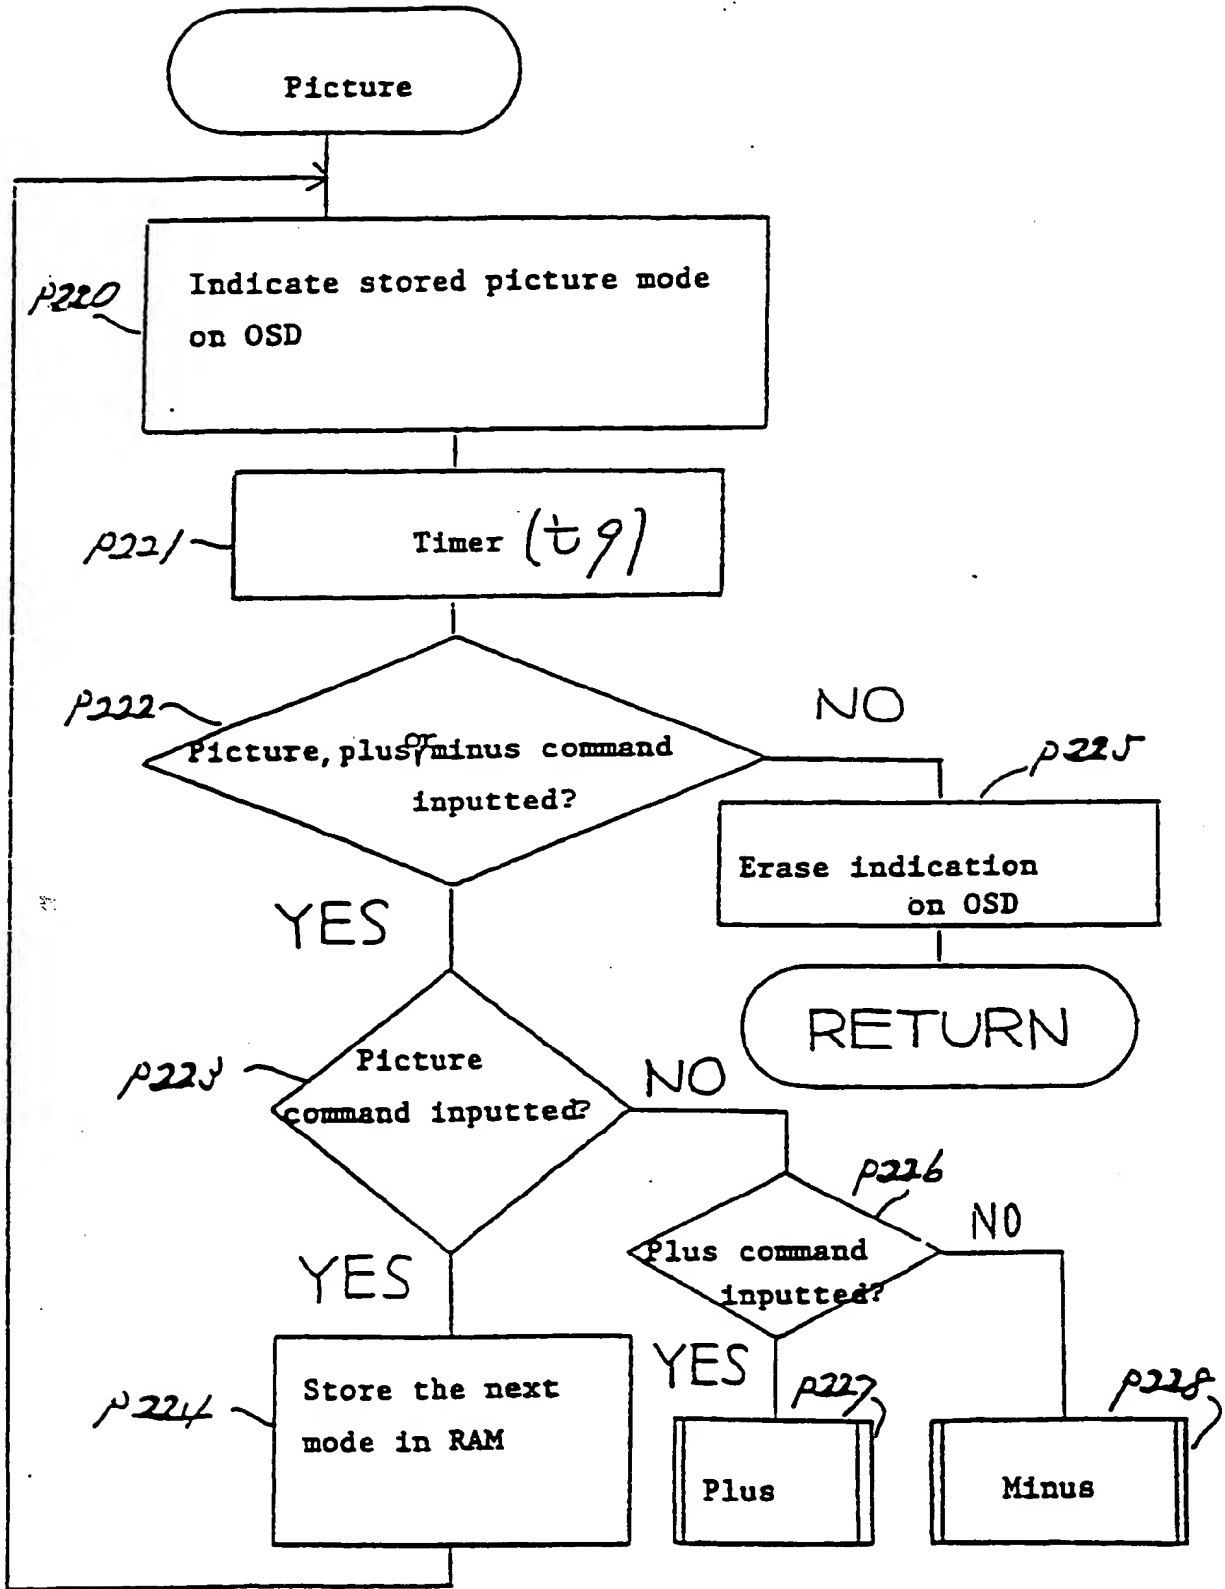 Picture
p220
Indicate stored picture mode
on OSD
p221
Timer (t9)
p222
Picture, plus or minus command
inputted?
NO
p225
Erase indication
on OSD
YES
RETURN
p223
Picture
command inputted?
NO
p226
Plus command
inputted?
NO
YES
YES
p224
Store the next
mode in RAM
p227
Plus
p228
Minus